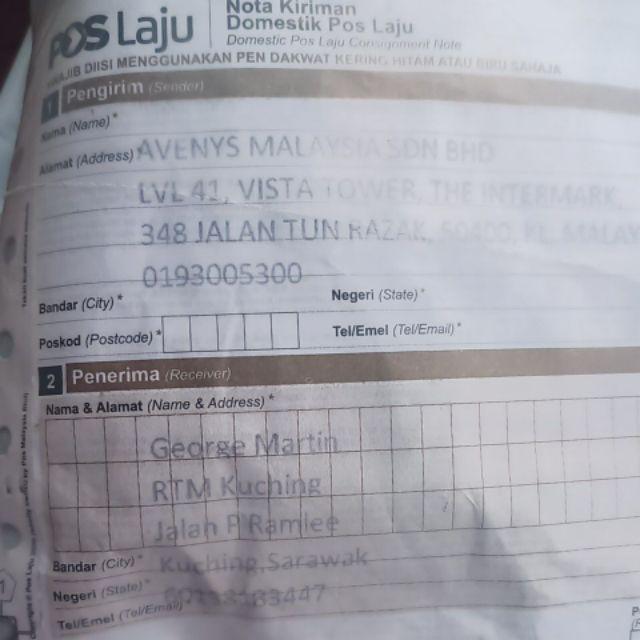 POS Laju
Nota Kiriman
Domestik Pos Laju
Domestic Pos Laju Consignment Note
WAJIB DIISI MENGGUNAKAN PEN DAKWAT KERING HITAM ATAU BIRU SAHAJA
1 Pengirim (Sender)
Nama (Name)*
Alamat (Address) AVENYS MALAYSIA SDN BHD
LVL 41, VISTA TOWER, THE INTERMARK,
348 JALAN TUN RAZAK, 50400, KL, MALAY
0193005300
Bandar (City)* Negeri (State)*
Poskod (Postcode)* Tel/Emel (Tel/Email)*
2 Penerima (Receiver)
Nama & Alamat (Name & Address)*
George Martin
RTM Kuching
Jalan P Ramlee
Bandar (City)* Kuching Sarawak
Negeri (State)*
Tel/Emel (Tel/Email)*